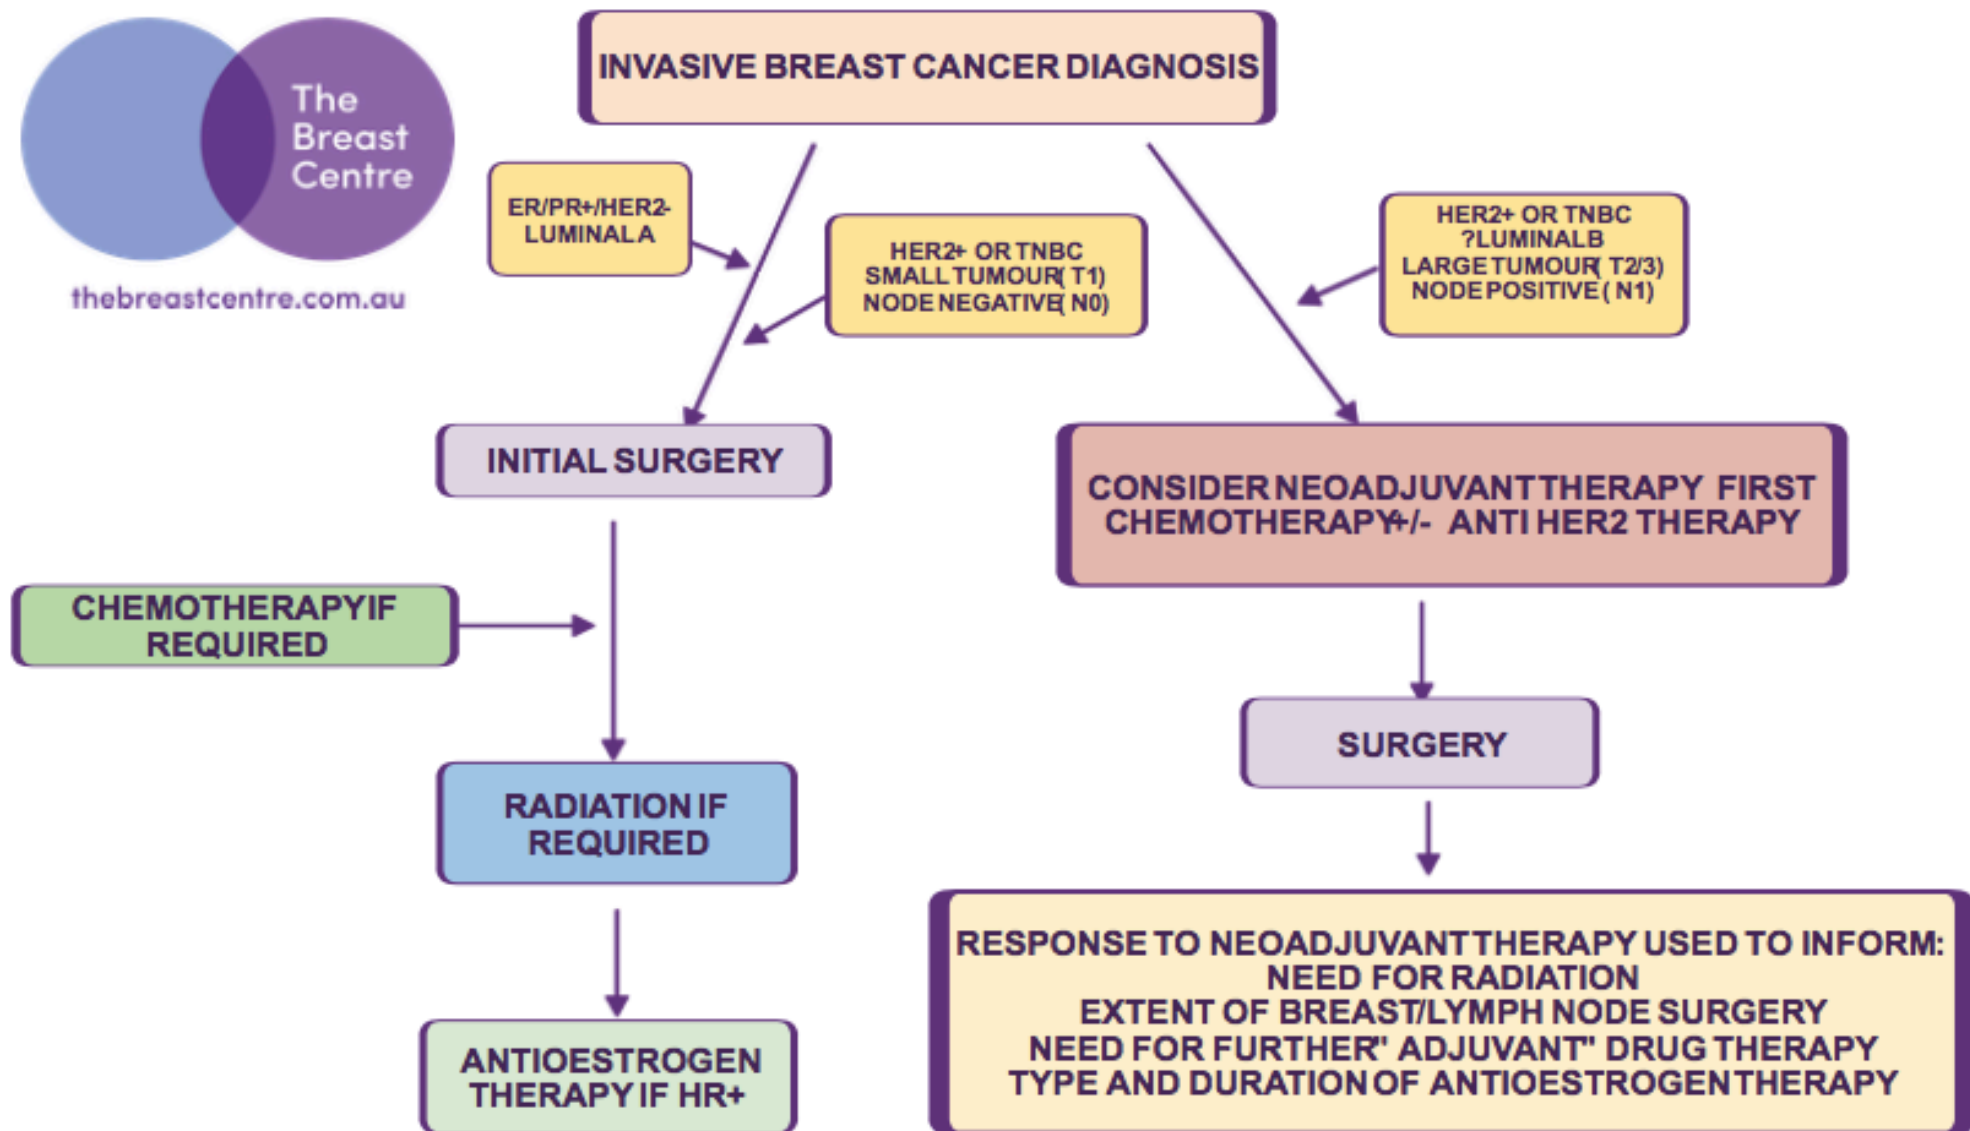 The
Breast
Centre
thebreastcentre.com.au
INVASIVE BREAST CANCER DIAGNOSIS
ER/PR+/HER2-
LUMINAL A
HER2+ OR TNBC
SMALL TUMOUR( T1)
NODE NEGATIVE( N0)
HER2+ OR TNBC
?LUMINAL B
LARGE TUMOUR( T2/3)
NODE POSITIVE ( N1)
INITIAL SURGERY
CONSIDER NEOADJUVANT THERAPY FIRST
CHEMOTHERAPY+/- ANTI HER2 THERAPY
CHEMOTHERAPY IF
REQUIRED
SURGERY
RADIATION IF
REQUIRED
RESPONSE TO NEOADJUVANT THERAPY USED TO INFORM:
NEED FOR RADIATION
EXTENT OF BREAST/LYMPH NODE SURGERY
NEED FOR FURTHER" ADJUVANT" DRUG THERAPY
TYPE AND DURATION OF ANTIOESTROGEN THERAPY
ANTIOESTROGEN
THERAPY IF HR+